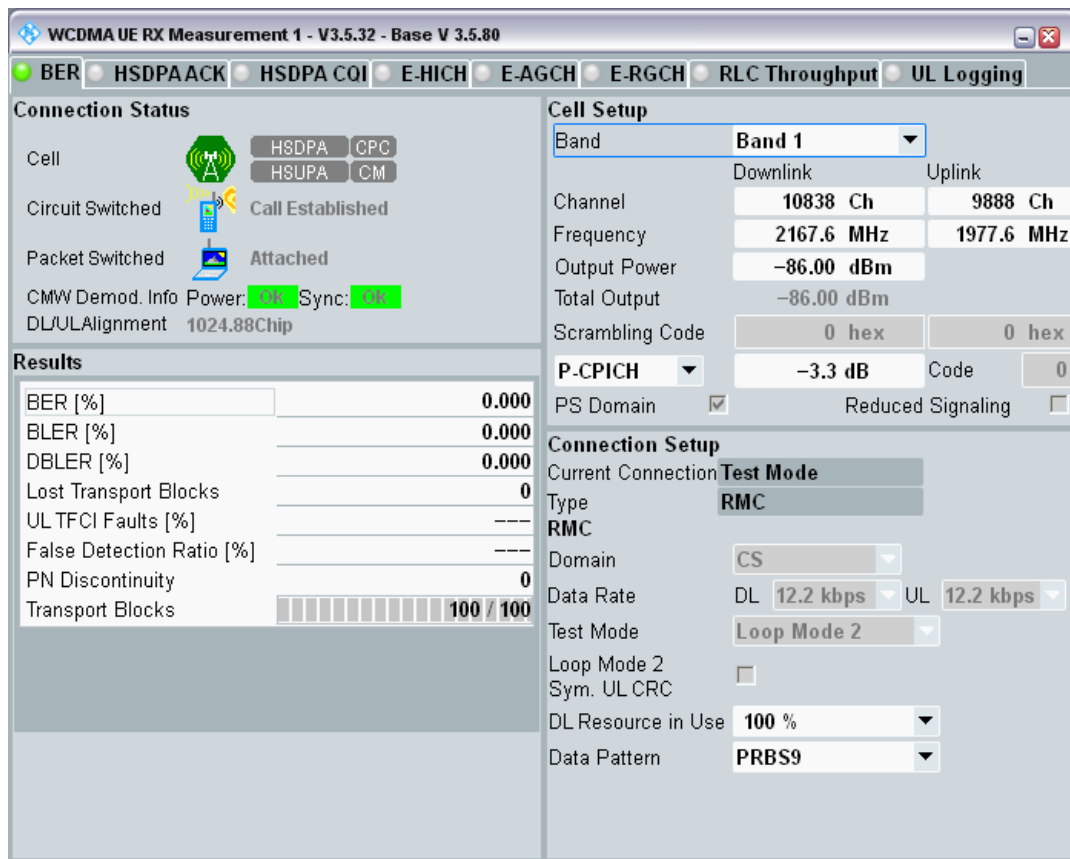 WCDMA UE RX Measurement 1 - V3.5.32 - Base V 3.5.80
BER HSDPA ACK HSDPA CQI E-HICH E-AGCH E-RGCH RLC Throughput UL Logging
Connection Status
Cell HSDPA CPC
HSUPA CM
Circuit Switched Call Established
Packet Switched Attached
CMW Demod. Info Power: Ok Sync: Ok
DL/UL Alignment 1024.88Chip
Results
BER [%] 0.000
BLER [%] 0.000
DBLER [%] 0.000
Lost Transport Blocks 0
UL TFCI Faults [%] ---
False Detection Ratio [%] ---
PN Discontinuity 0
Transport Blocks 100 / 100
Cell Setup
Band Band 1
Downlink Uplink
Channel 10838 Ch 9888 Ch
Frequency 2167.6 MHz 1977.6 MHz
Output Power -86.00 dBm
Total Output -86.00 dBm
Scrambling Code 0 hex 0 hex
P-CPICH -3.3 dB Code 0
PS Domain Reduced Signaling
Connection Setup
Current Connection Test Mode
Type RMC
RMC
Domain CS
Data Rate DL 12.2 kbps UL 12.2 kbps
Test Mode Loop Mode 2
Loop Mode 2
Sym. UL CRC
DL Resource in Use 100 %
Data Pattern PRBS9